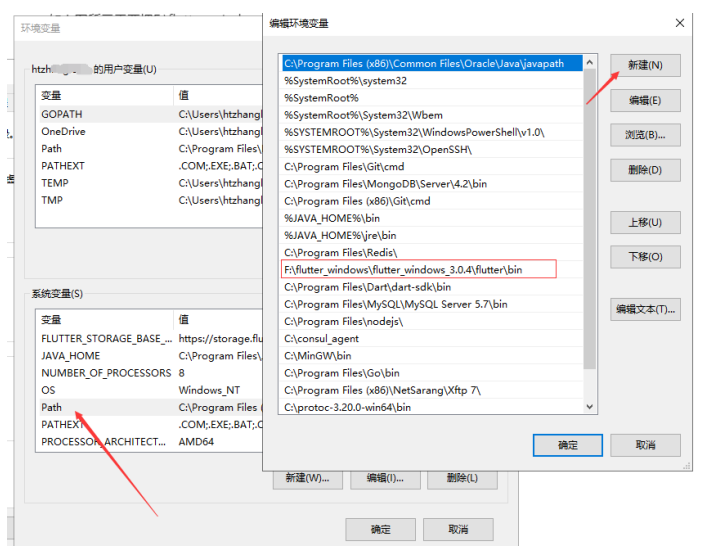 环境变量
编辑环境变量
的用户变量(U)
变量 值
GOPATH C:\Users\htzhangl
OneDrive C:\Users\htzhangl
Path C:\Program Files\
PATHEXT .COM;.EXE;.BAT;.C
TEMP C:\Users\htzhangl
TMP C:\Users\htzhangl
系统变量(S)
变量 值
FLUTTER_STORAGE_BASE_... https://storage.flu
JAVA_HOME C:\Program Files\
NUMBER_OF_PROCESSORS 8
OS Windows_NT
Path C:\Program Files (
PATHEXT .COM;.EXE;.BAT;.C
PROCESSOR_ARCHITECT... AMD64
新建(W)... 编辑(I)... 删除(L)
确定 取消
C:\Program Files (x86)\Common Files\Oracle\Java\javapath
%SystemRoot%\system32
%SystemRoot%
%SystemRoot%\System32\Wbem
%SYSTEMROOT%\System32\WindowsPowerShell\v1.0\
%SYSTEMROOT%\System32\OpenSSH\
C:\Program Files\Git\cmd
C:\Program Files\MongoDB\Server\4.2\bin
C:\Program Files (x86)\Git\cmd
%JAVA_HOME%\bin
%JAVA_HOME%\jre\bin
C:\Program Files\Redis\
F:\flutter_windows\flutter_windows_3.0.4\flutter\bin
C:\Program Files\Dart\dart-sdk\bin
C:\Program Files\MySQL\MySQL Server 5.7\bin
C:\Program Files\nodejs\
C:\consul_agent
C:\MinGW\bin
C:\Program Files\Go\bin
C:\Program Files (x86)\NetSarang\Xftp 7\
C:\protoc-3.20.0-win64\bin
新建(N)
编辑(E)
浏览(B)...
删除(D)
上移(U)
下移(O)
编辑文本(T)...
确定 取消